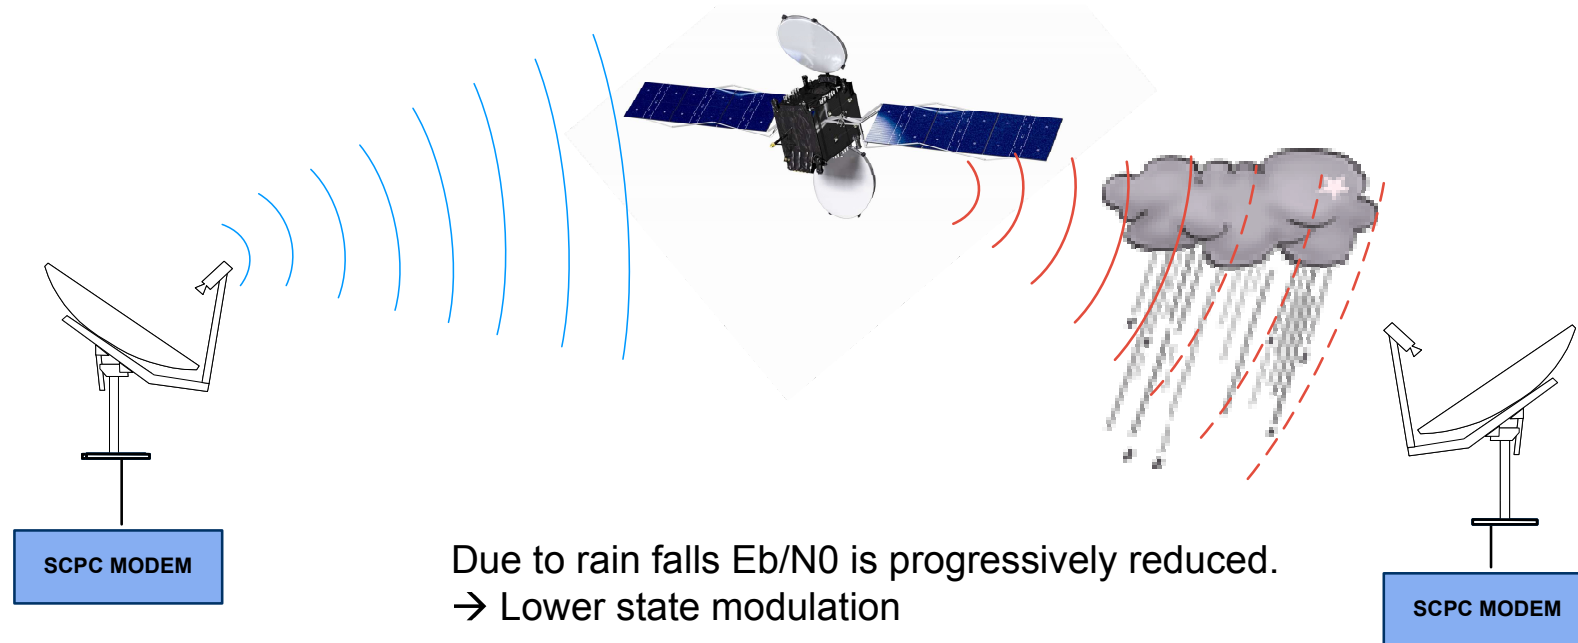 SCPC MODEM
Due to rain falls Eb/N0 is progressively reduced.
→ Lower state modulation
SCPC MODEM